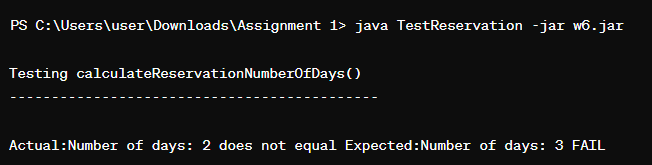 PS C:\Users\user\Downloads\Assignment 1> java TestReservation -jar w6.jar
Testing calculateReservationNumberOfDays()
--------------------------------------------
Actual:Number of days: 2 does not equal Expected:Number of days: 3 FAIL